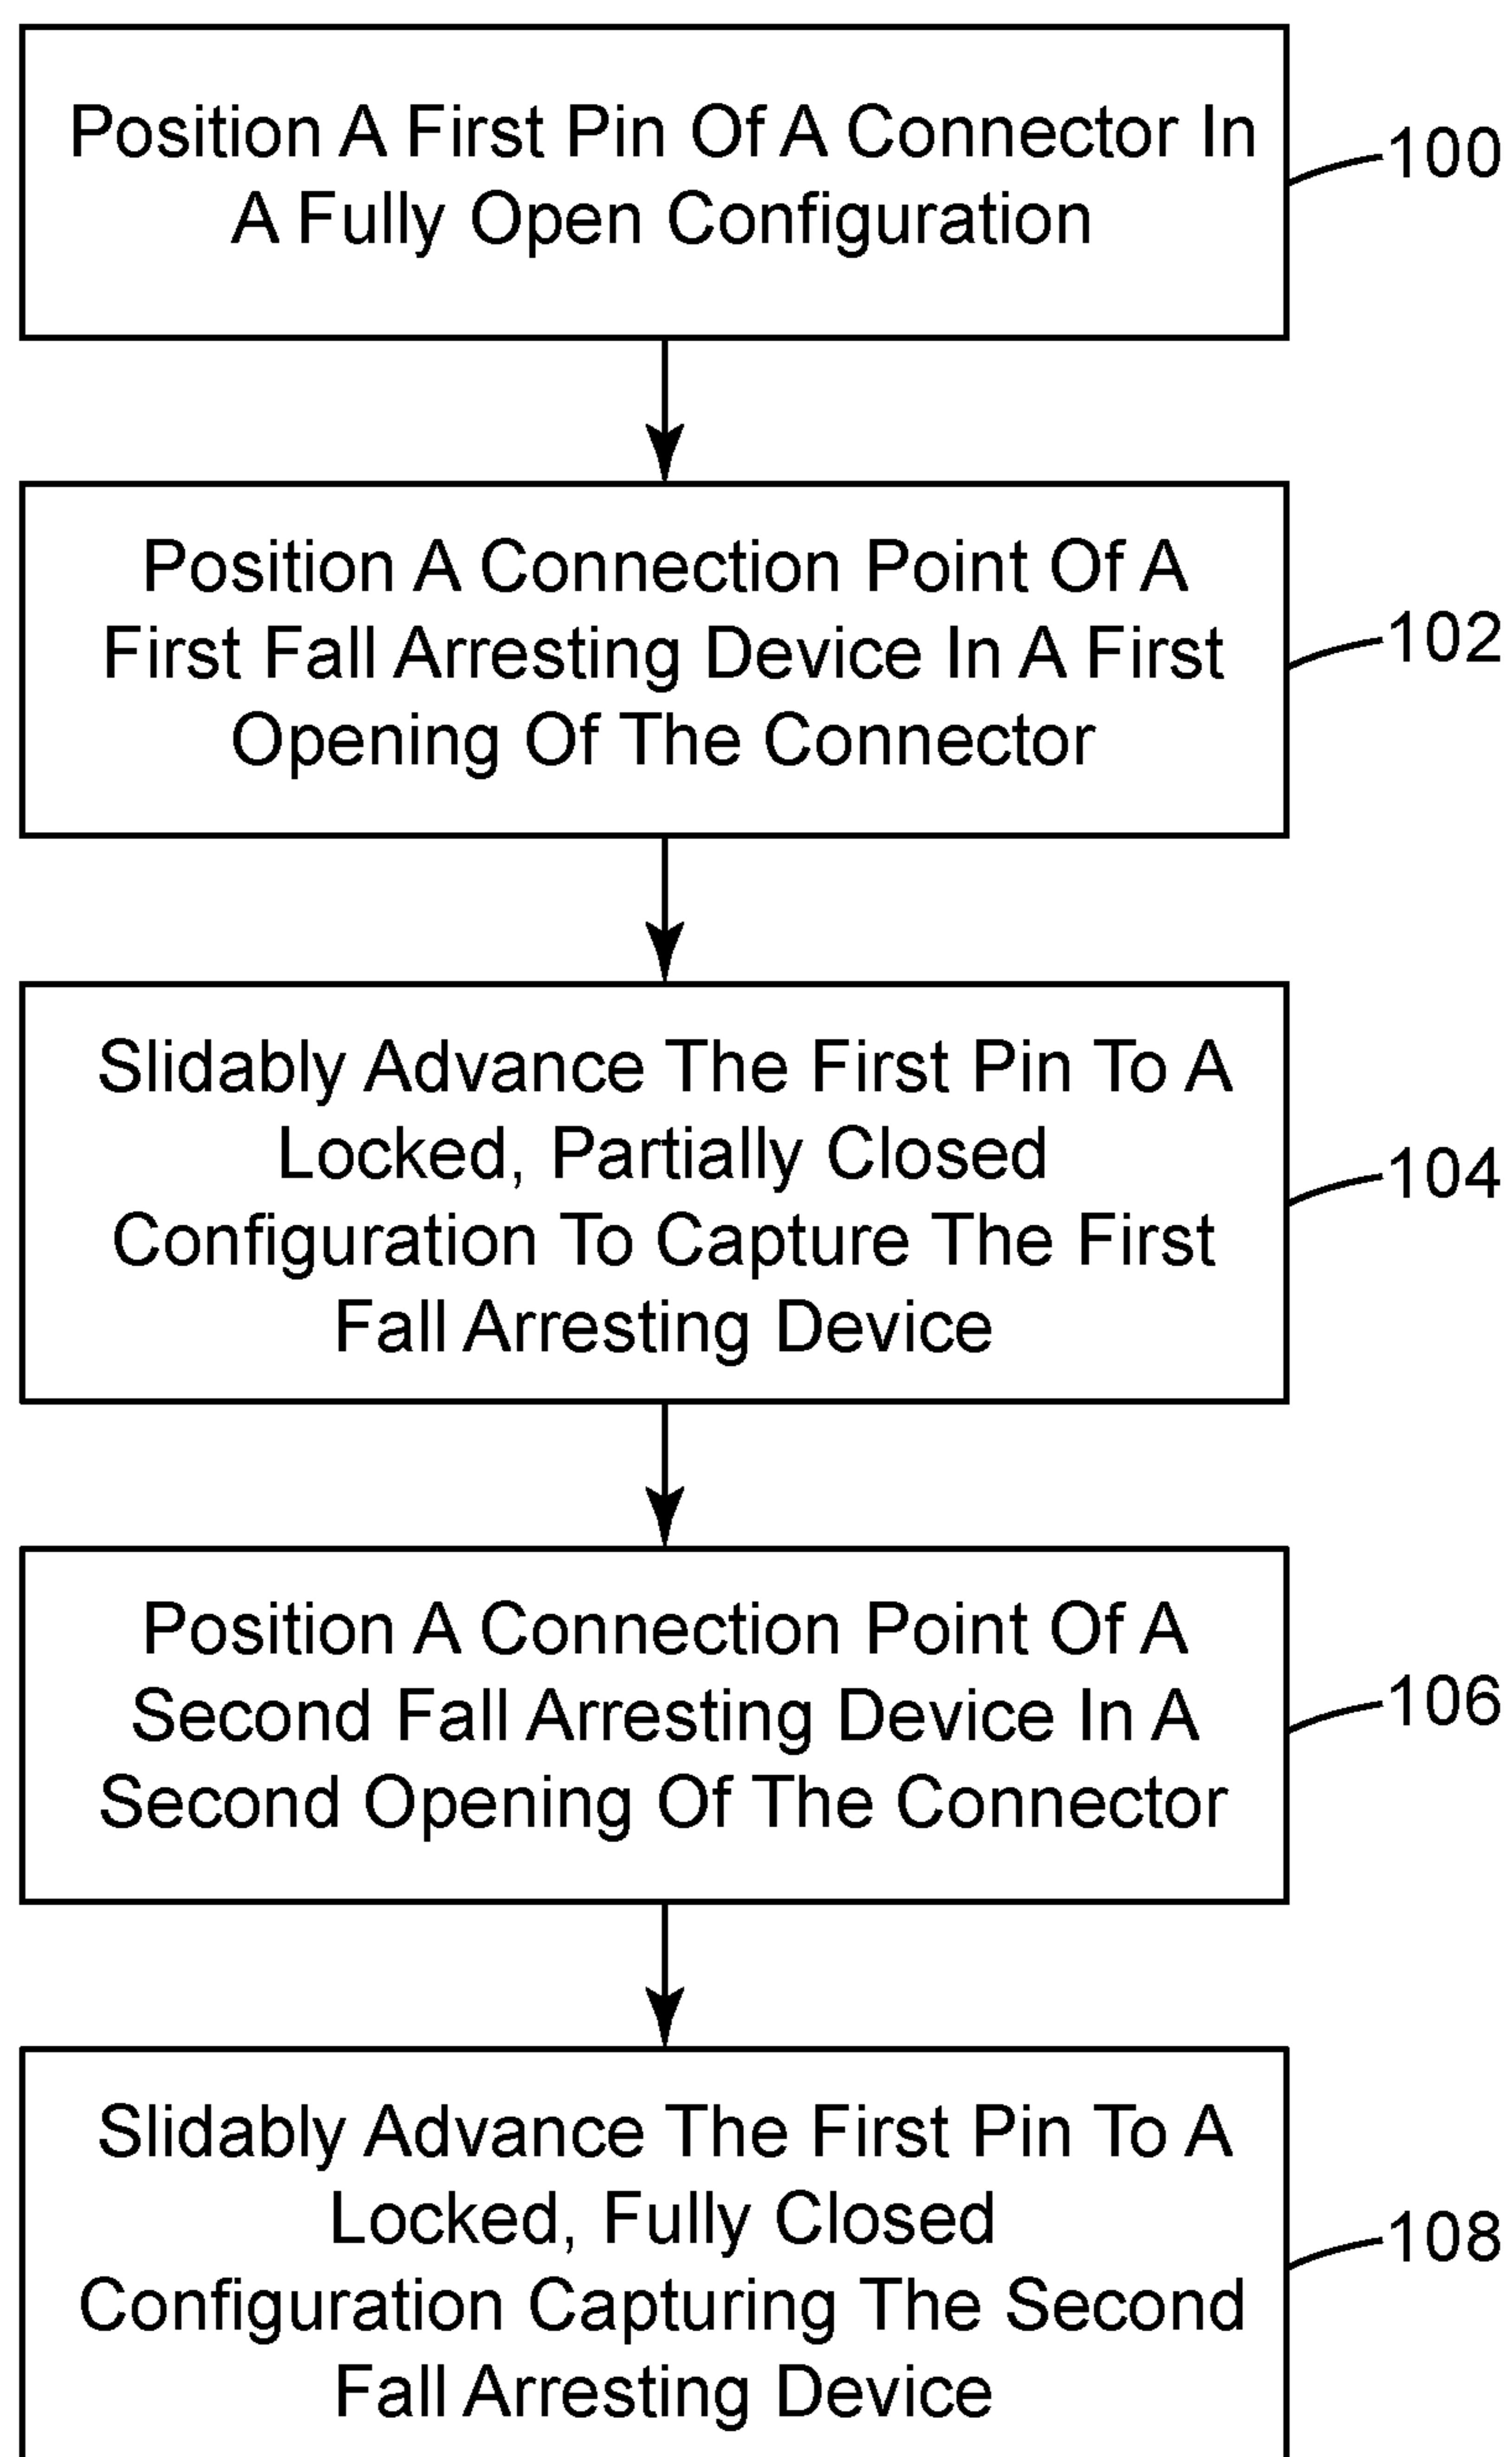 Position A First Pin Of A Connector In
A Fully Open Configuration
100
Position A Connection Point Of A
First Fall Arresting Device In A First
Opening Of The Connector
102
Slidably Advance The First Pin To A
Locked, Partially Closed
Configuration To Capture The First
Fall Arresting Device
104
Position A Connection Point Of A
Second Fall Arresting Device In A
Second Opening Of The Connector
106
Slidably Advance The First Pin To A
Locked, Fully Closed
Configuration Capturing The Second
Fall Arresting Device
108